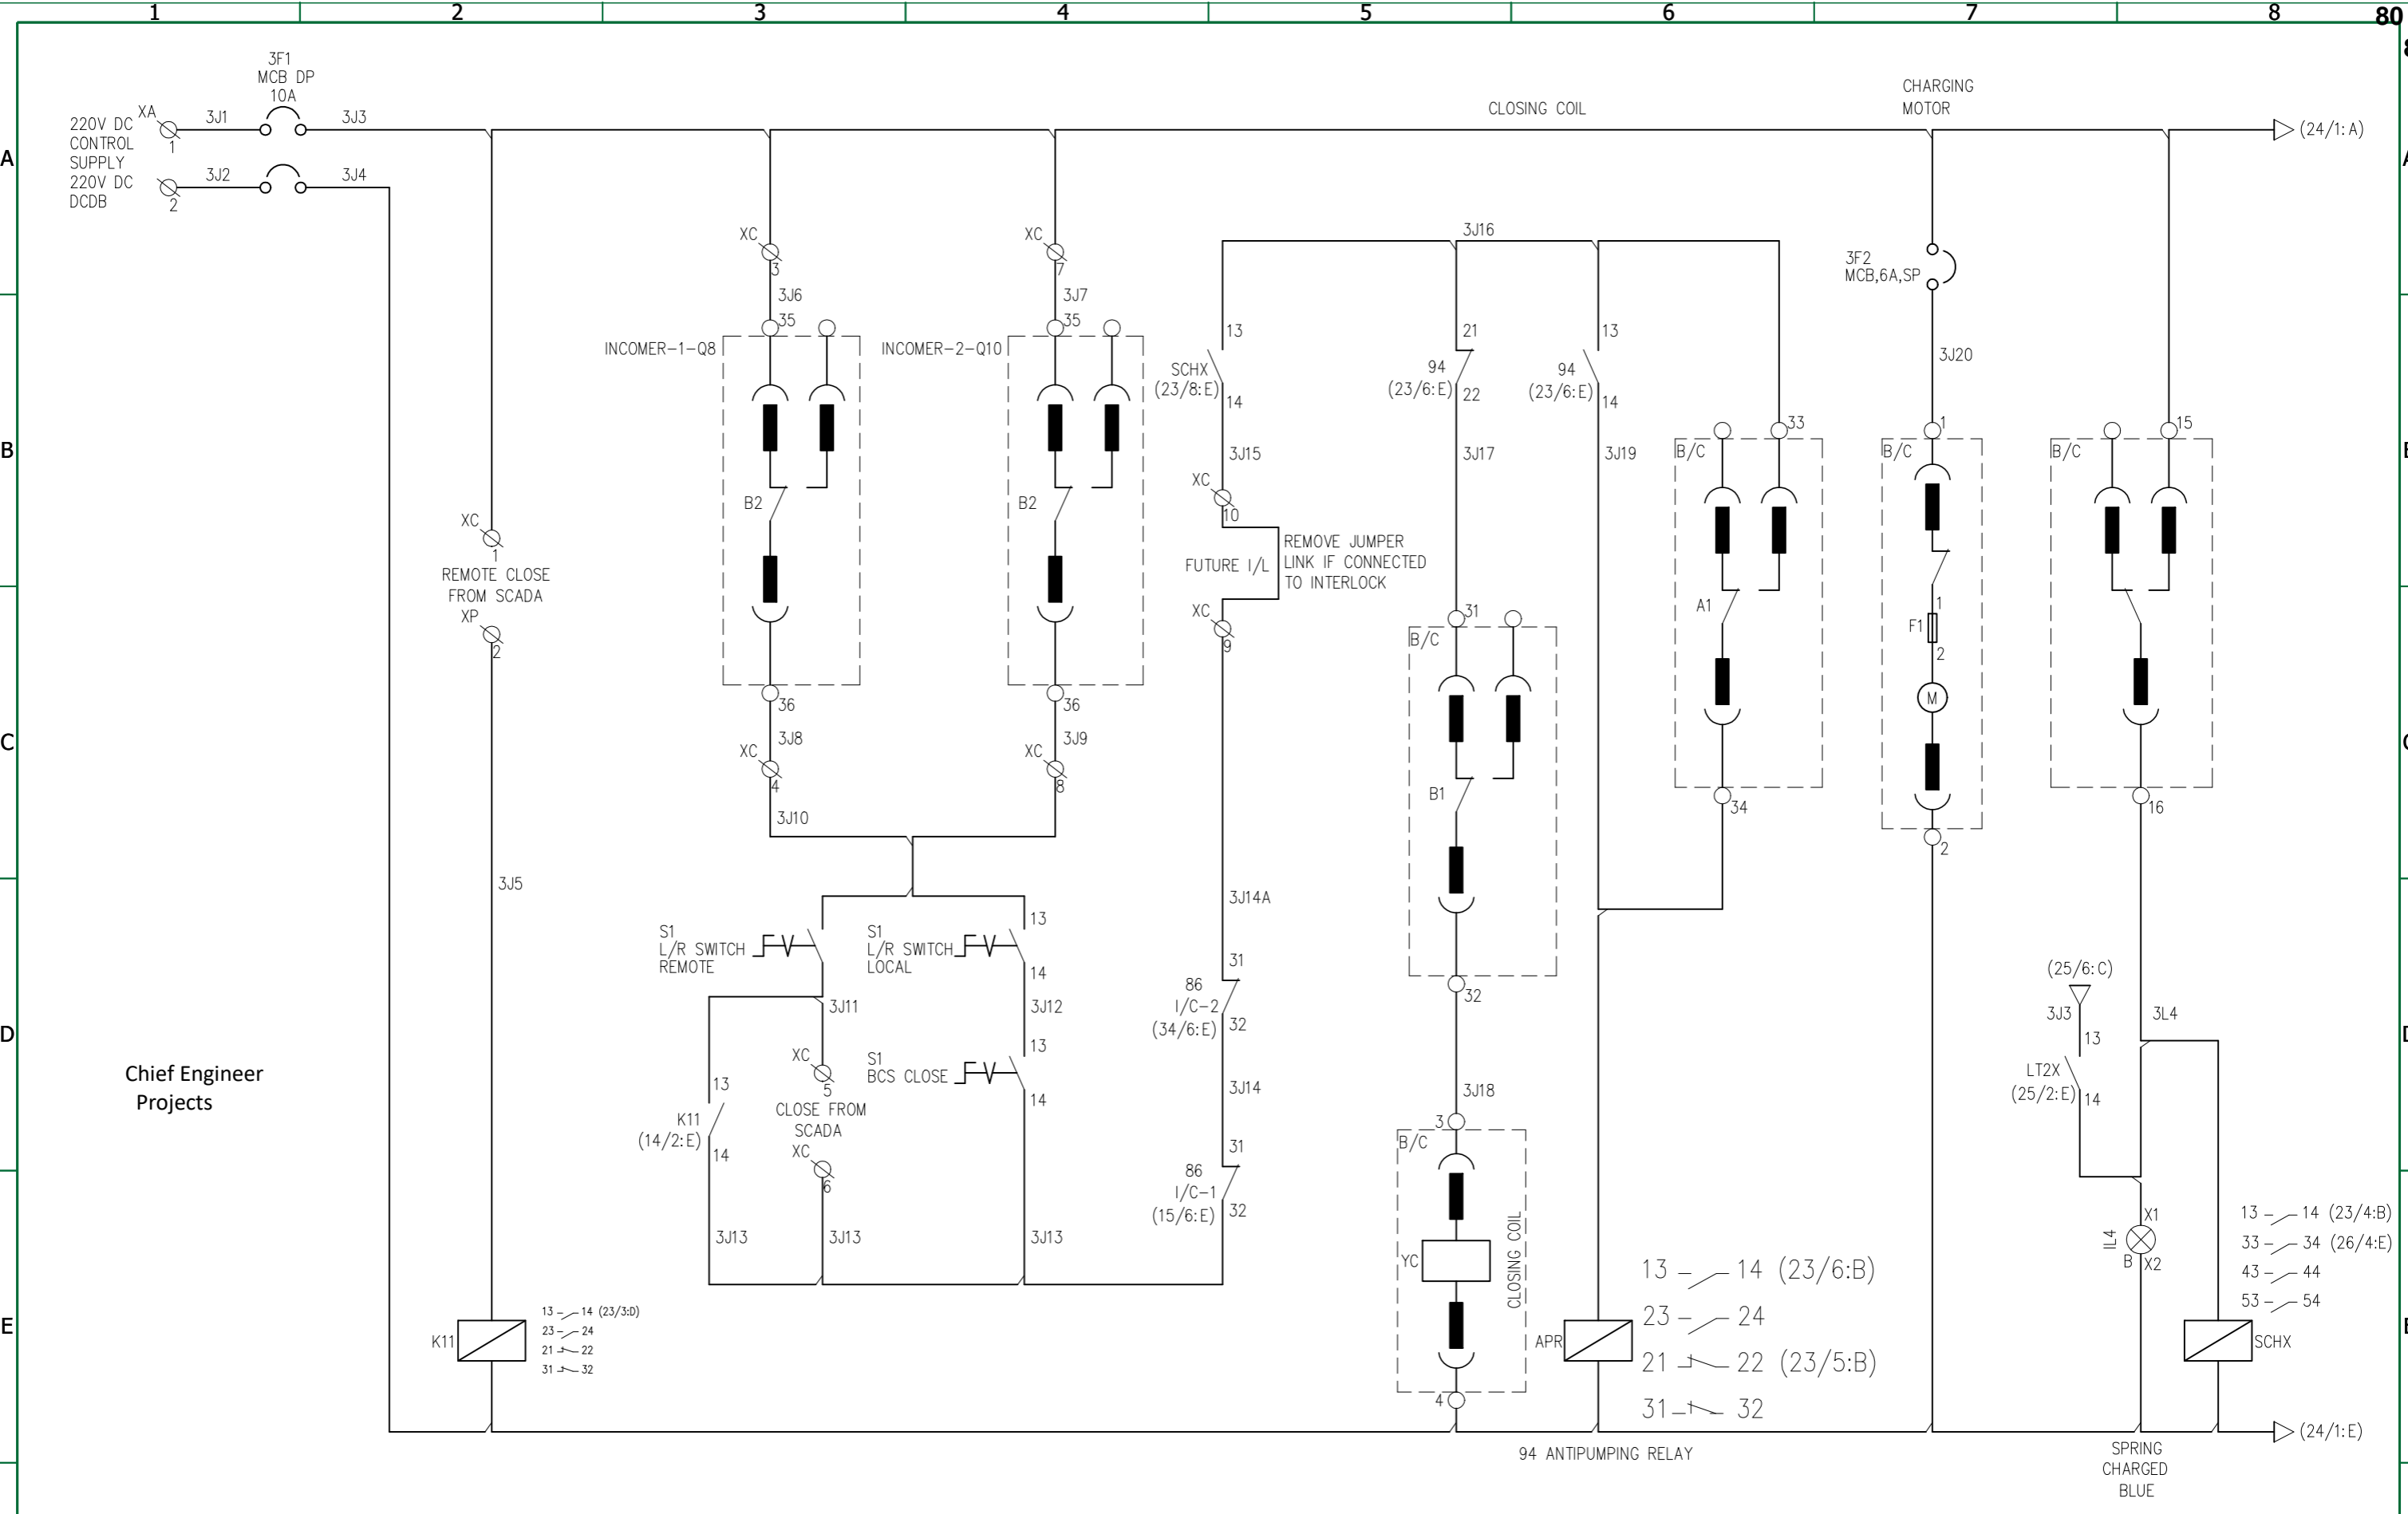 1
2
3
4
5
6
7
8
80
A
B
C
D
E
3F1
MCB DP
10A
XA
3J1
3J3
1
220V DC
CONTROL
SUPPLY
220V DC
DCDB
3J2
3J4
2
CLOSING COIL
CHARGING
MOTOR
(24/1:A)
XC
1
REMOTE CLOSE
FROM SCADA
XP
2
3J5
K11
13 14 (23/3:D)
23 24
21 22
31 32
XC
3
3J6
35
INCOMER-1-Q8
B2
36
3J8
XC
4
3J10
XC
7
3J7
35
INCOMER-2-Q10
B2
36
3J9
XC
8
S1
L/R SWITCH
REMOTE
3J11
S1
L/R SWITCH
LOCAL
13
14
3J12
13
K11
(14/2:E)
14
3J13
XC
5
CLOSE FROM
SCADA
XC
6
3J13
S1
BCS CLOSE
13
14
3J13
3J16
13
SCHX
(23/8:E)
14
3J15
XC
10
FUTURE I/L
REMOVE JUMPER
LINK IF CONNECTED
TO INTERLOCK
XC
9
3J14A
31
86
I/C-2
(34/6:E)
32
3J14
31
86
I/C-1
(15/6:E)
32
21
94
(23/6:E)
22
3J17
31
B/C
B1
32
3J18
3
B/C
YC
CLOSING COIL
4
13
94
(23/6:E)
14
3J19
33
B/C
A1
34
APR
13 14 (23/6:B)
23 24
21 22 (23/5:B)
31 32
94 ANTIPUMPING RELAY
3F2
MCB,6A,SP
3J20
1
B/C
1
F1
2
M
2
15
B/C
16
(25/6:C)
3J3
13
LT2X
(25/2:E)
14
3L4
X1
IL4
B
X2
13 14 (23/4:B)
33 34 (26/4:E)
43 44
53 54
SCHX
(24/1:E)
SPRING
CHARGED
BLUE
Chief Engineer
Projects